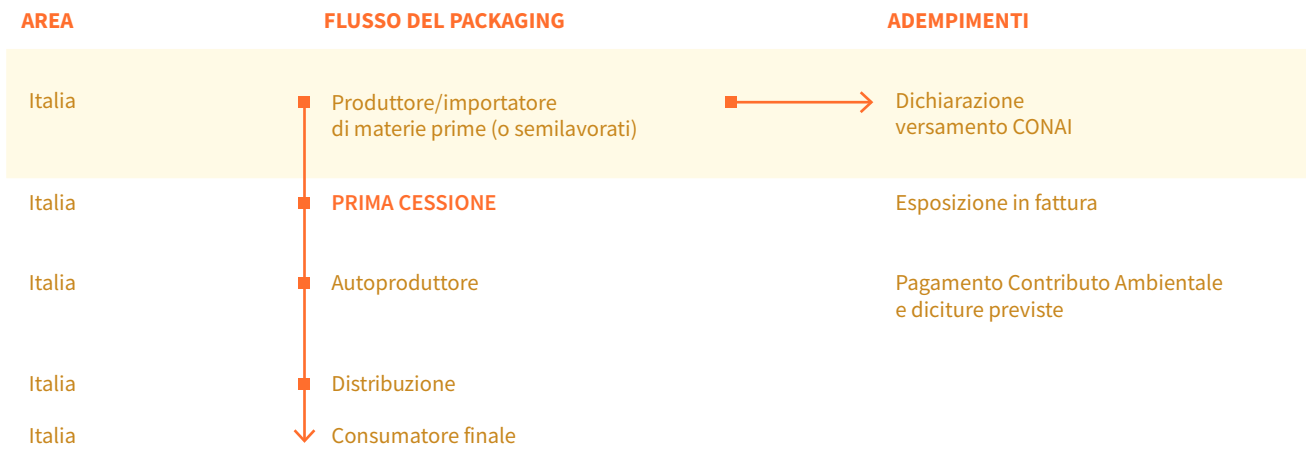 AREA FLUSSO DEL PACKAGING ADEMPIMENTI
Italia Produttore/importatore Dichiarazione
di materie prime (o semilavorati) versamento CONAI
Italia PRIMA CESSIONE Esposizione in fattura
Italia Autoproduttore Pagamento Contributo Ambientale
e diciture previste
Italia Distribuzione
Italia Consumatore finale